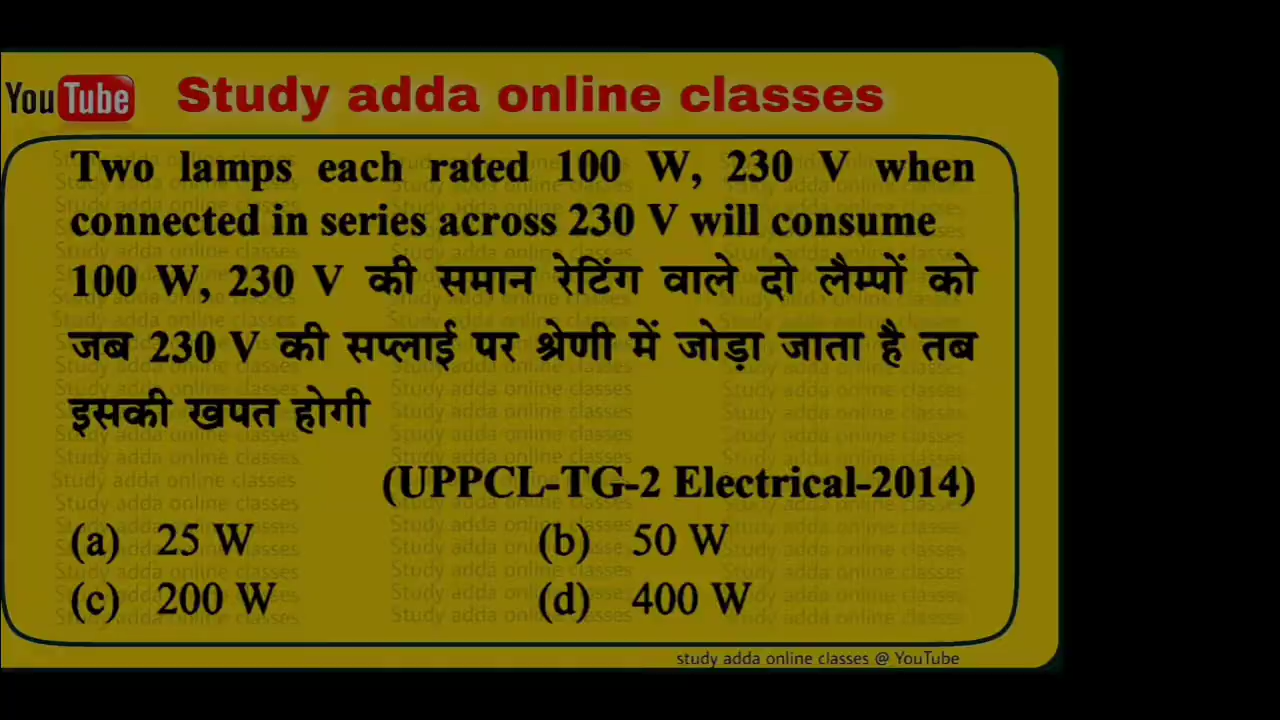 YouTube Study adda online classes
Two lamps each rated 100 W, 230 V when
connected in series across 230 V will consume
100 W, 230 V की समान रेटिंग वाले दो लैम्पों को
जब 230 V की सप्लाई पर श्रेणी में जोड़ा जाता है तब
इसकी खपत होगी
(UPPCL-TG-2 Electrical-2014)
(a) 25 W (b) 50 W
(c) 200 W (d) 400 W
study adda online classes @ YouTube